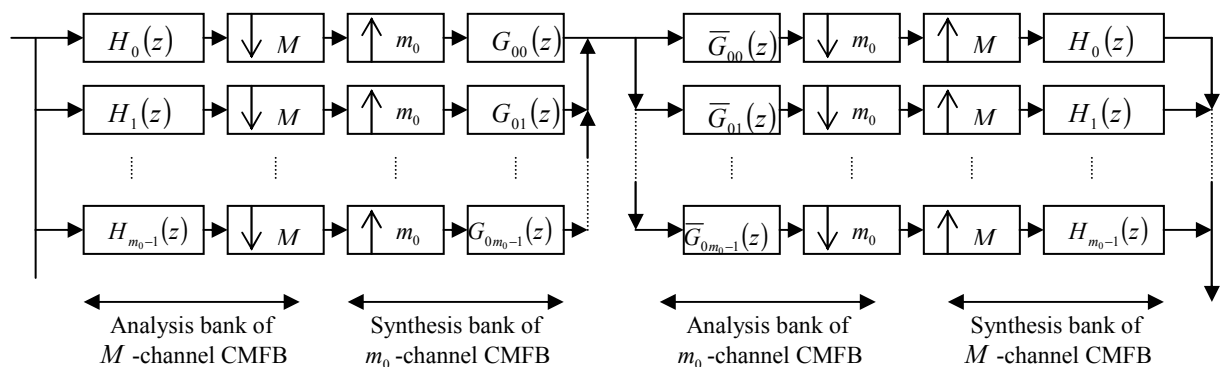 H₀(z) M m₀ G₀₀(z) G̅₀₀(z) m₀ M H₀(z)
H₁(z) M m₀ G₀₁(z) G̅₀₁(z) m₀ M H₁(z)
Hₘ₀₋₁(z) M m₀ G₀ₘ₀₋₁(z) G̅₀ₘ₀₋₁(z) m₀ M Hₘ₀₋₁(z)
Analysis bank of Synthesis bank of Analysis bank of Synthesis bank of
M -channel CMFB m₀ -channel CMFB m₀ -channel CMFB M -channel CMFB